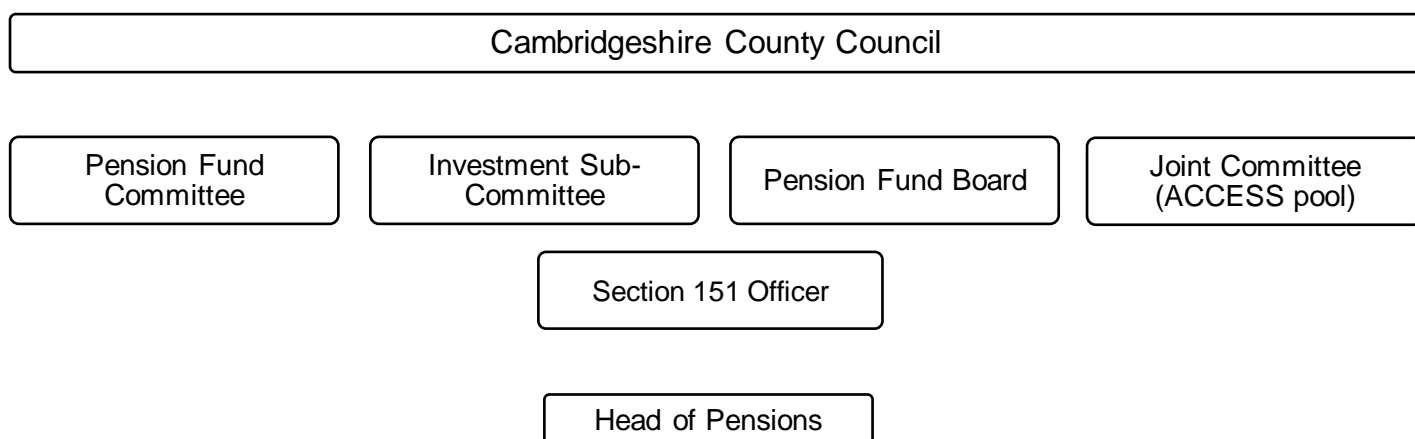 Cambridgeshire County Council
Pension Fund
Committee
Investment Sub-
Committee
Pension Fund Board
Joint Committee
(ACCESS pool)
Section 151 Officer
Head of Pensions